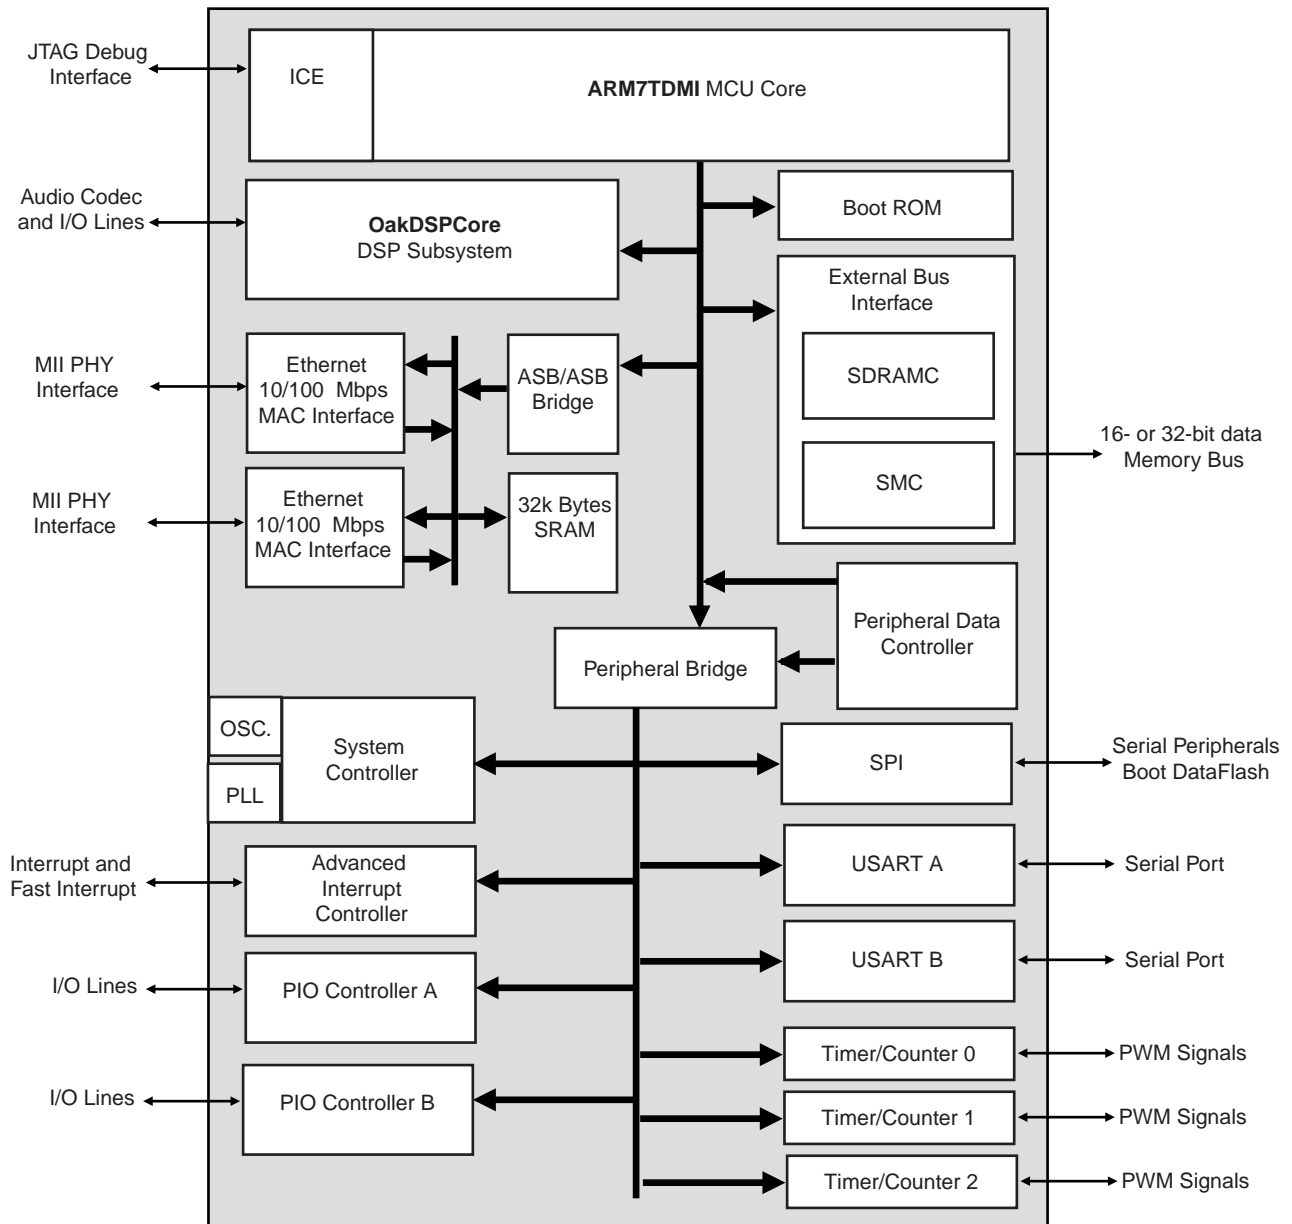 JTAG Debug
Interface
ICE
ARM7TDMI MCU Core
Audio Codec
and I/O Lines
OakDSPCore
DSP Subsystem
Boot ROM
External Bus
Interface
SDRAMC
SMC
16- or 32-bit data
Memory Bus
MII PHY
Interface
Ethernet
10/100 Mbps
MAC Interface
ASB/ASB
Bridge
MII PHY
Interface
Ethernet
10/100 Mbps
MAC Interface
32k Bytes
SRAM
Peripheral Data
Controller
Peripheral Bridge
OSC.
PLL
System
Controller
SPI
Serial Peripherals
Boot DataFlash
Interrupt and
Fast Interrupt
Advanced
Interrupt
Controller
USART A
Serial Port
I/O Lines
PIO Controller A
USART B
Serial Port
Timer/Counter 0
PWM Signals
I/O Lines
PIO Controller B
Timer/Counter 1
PWM Signals
Timer/Counter 2
PWM Signals